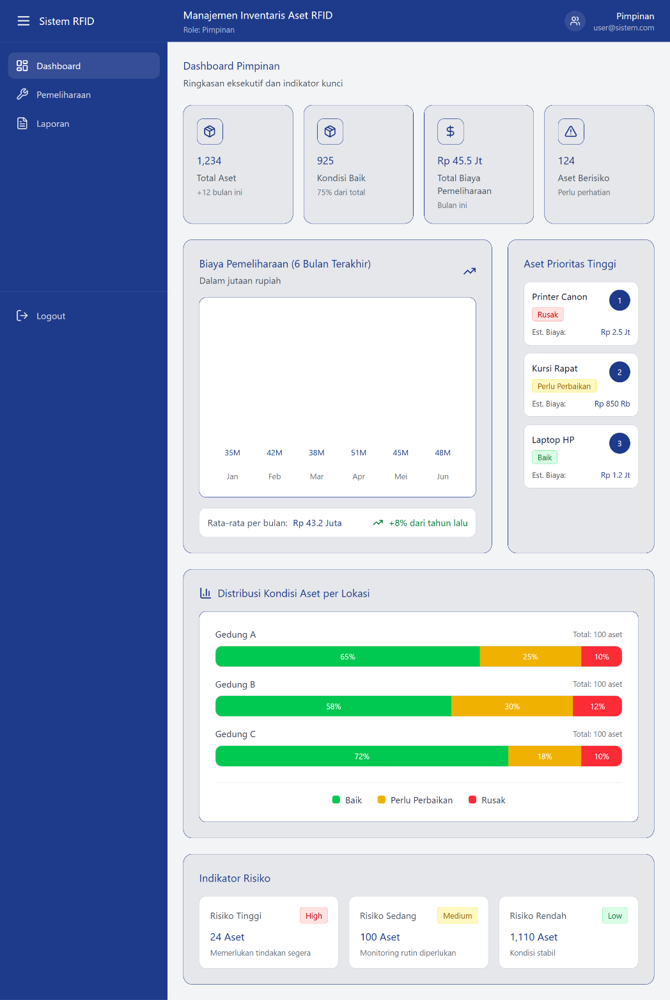 Sistem RFID
Manajemen Inventaris Aset RFID
Role: Pimpinan
Pimpinan
user@sistem.com
Dashboard
Pemeliharaan
Laporan
Logout
Dashboard Pimpinan
Ringkasan eksekutif dan indikator kunci
1,234
Total Aset
+12 bulan ini
925
Kondisi Baik
75% dari total
Rp 45.5 Jt
Total Biaya
Pemeliharaan
Bulan ini
124
Aset Berisiko
Perlu perhatian
Biaya Pemeliharaan (6 Bulan Terakhir)
Dalam jutaan rupiah
35M 42M 38M 51M 45M 48M
Jan Feb Mar Apr Mei Jun
Rata-rata per bulan: Rp 43.2 Juta
+8% dari tahun lalu
Aset Prioritas Tinggi
Printer Canon
1
Rusak
Est. Biaya: Rp 2.5 Jt
Kursi Rapat
2
Perlu Perbaikan
Est. Biaya: Rp 850 Rb
Laptop HP
3
Baik
Est. Biaya: Rp 1.2 Jt
Distribusi Kondisi Aset per Lokasi
Gedung A Total: 100 aset
65% 25% 10%
Gedung B Total: 100 aset
58% 30% 12%
Gedung C Total: 100 aset
72% 18% 10%
Baik Perlu Perbaikan Rusak
Indikator Risiko
Risiko Tinggi High
24 Aset
Memerlukan tindakan segera
Risiko Sedang Medium
100 Aset
Monitoring rutin diperlukan
Risiko Rendah Low
1,110 Aset
Kondisi stabil